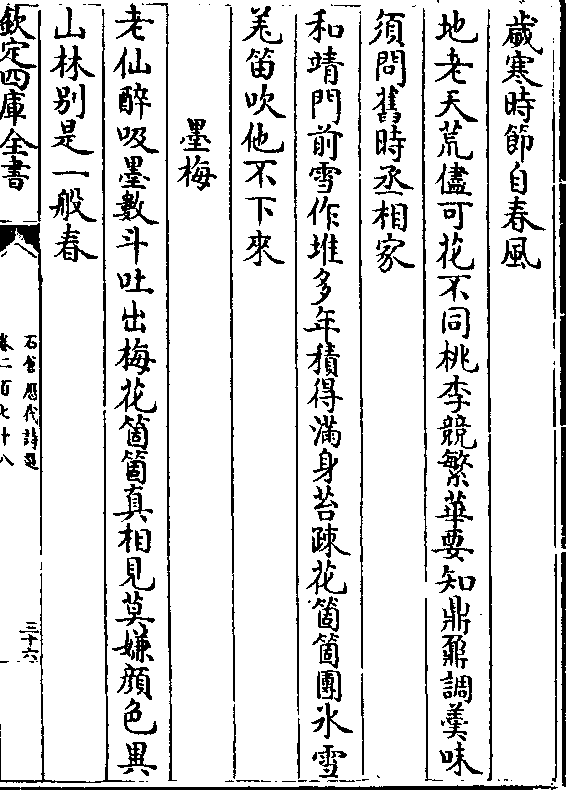 歲寒時節自春風
地老天荒儘可花不同桃李競繁華要知鼎鼐調羹味
須問舊時丞相家
和靖門前雪作堆多年積得滿身苔疎花箇箇團氷雪
羌笛吹他不下來
墨梅
老仙醉吸墨數斗吐出梅花箇箇真相見莫嫌顔色異
山林别是一般春
欽定四庫全書
石倉歷代詩選
卷二百七十八
三十六